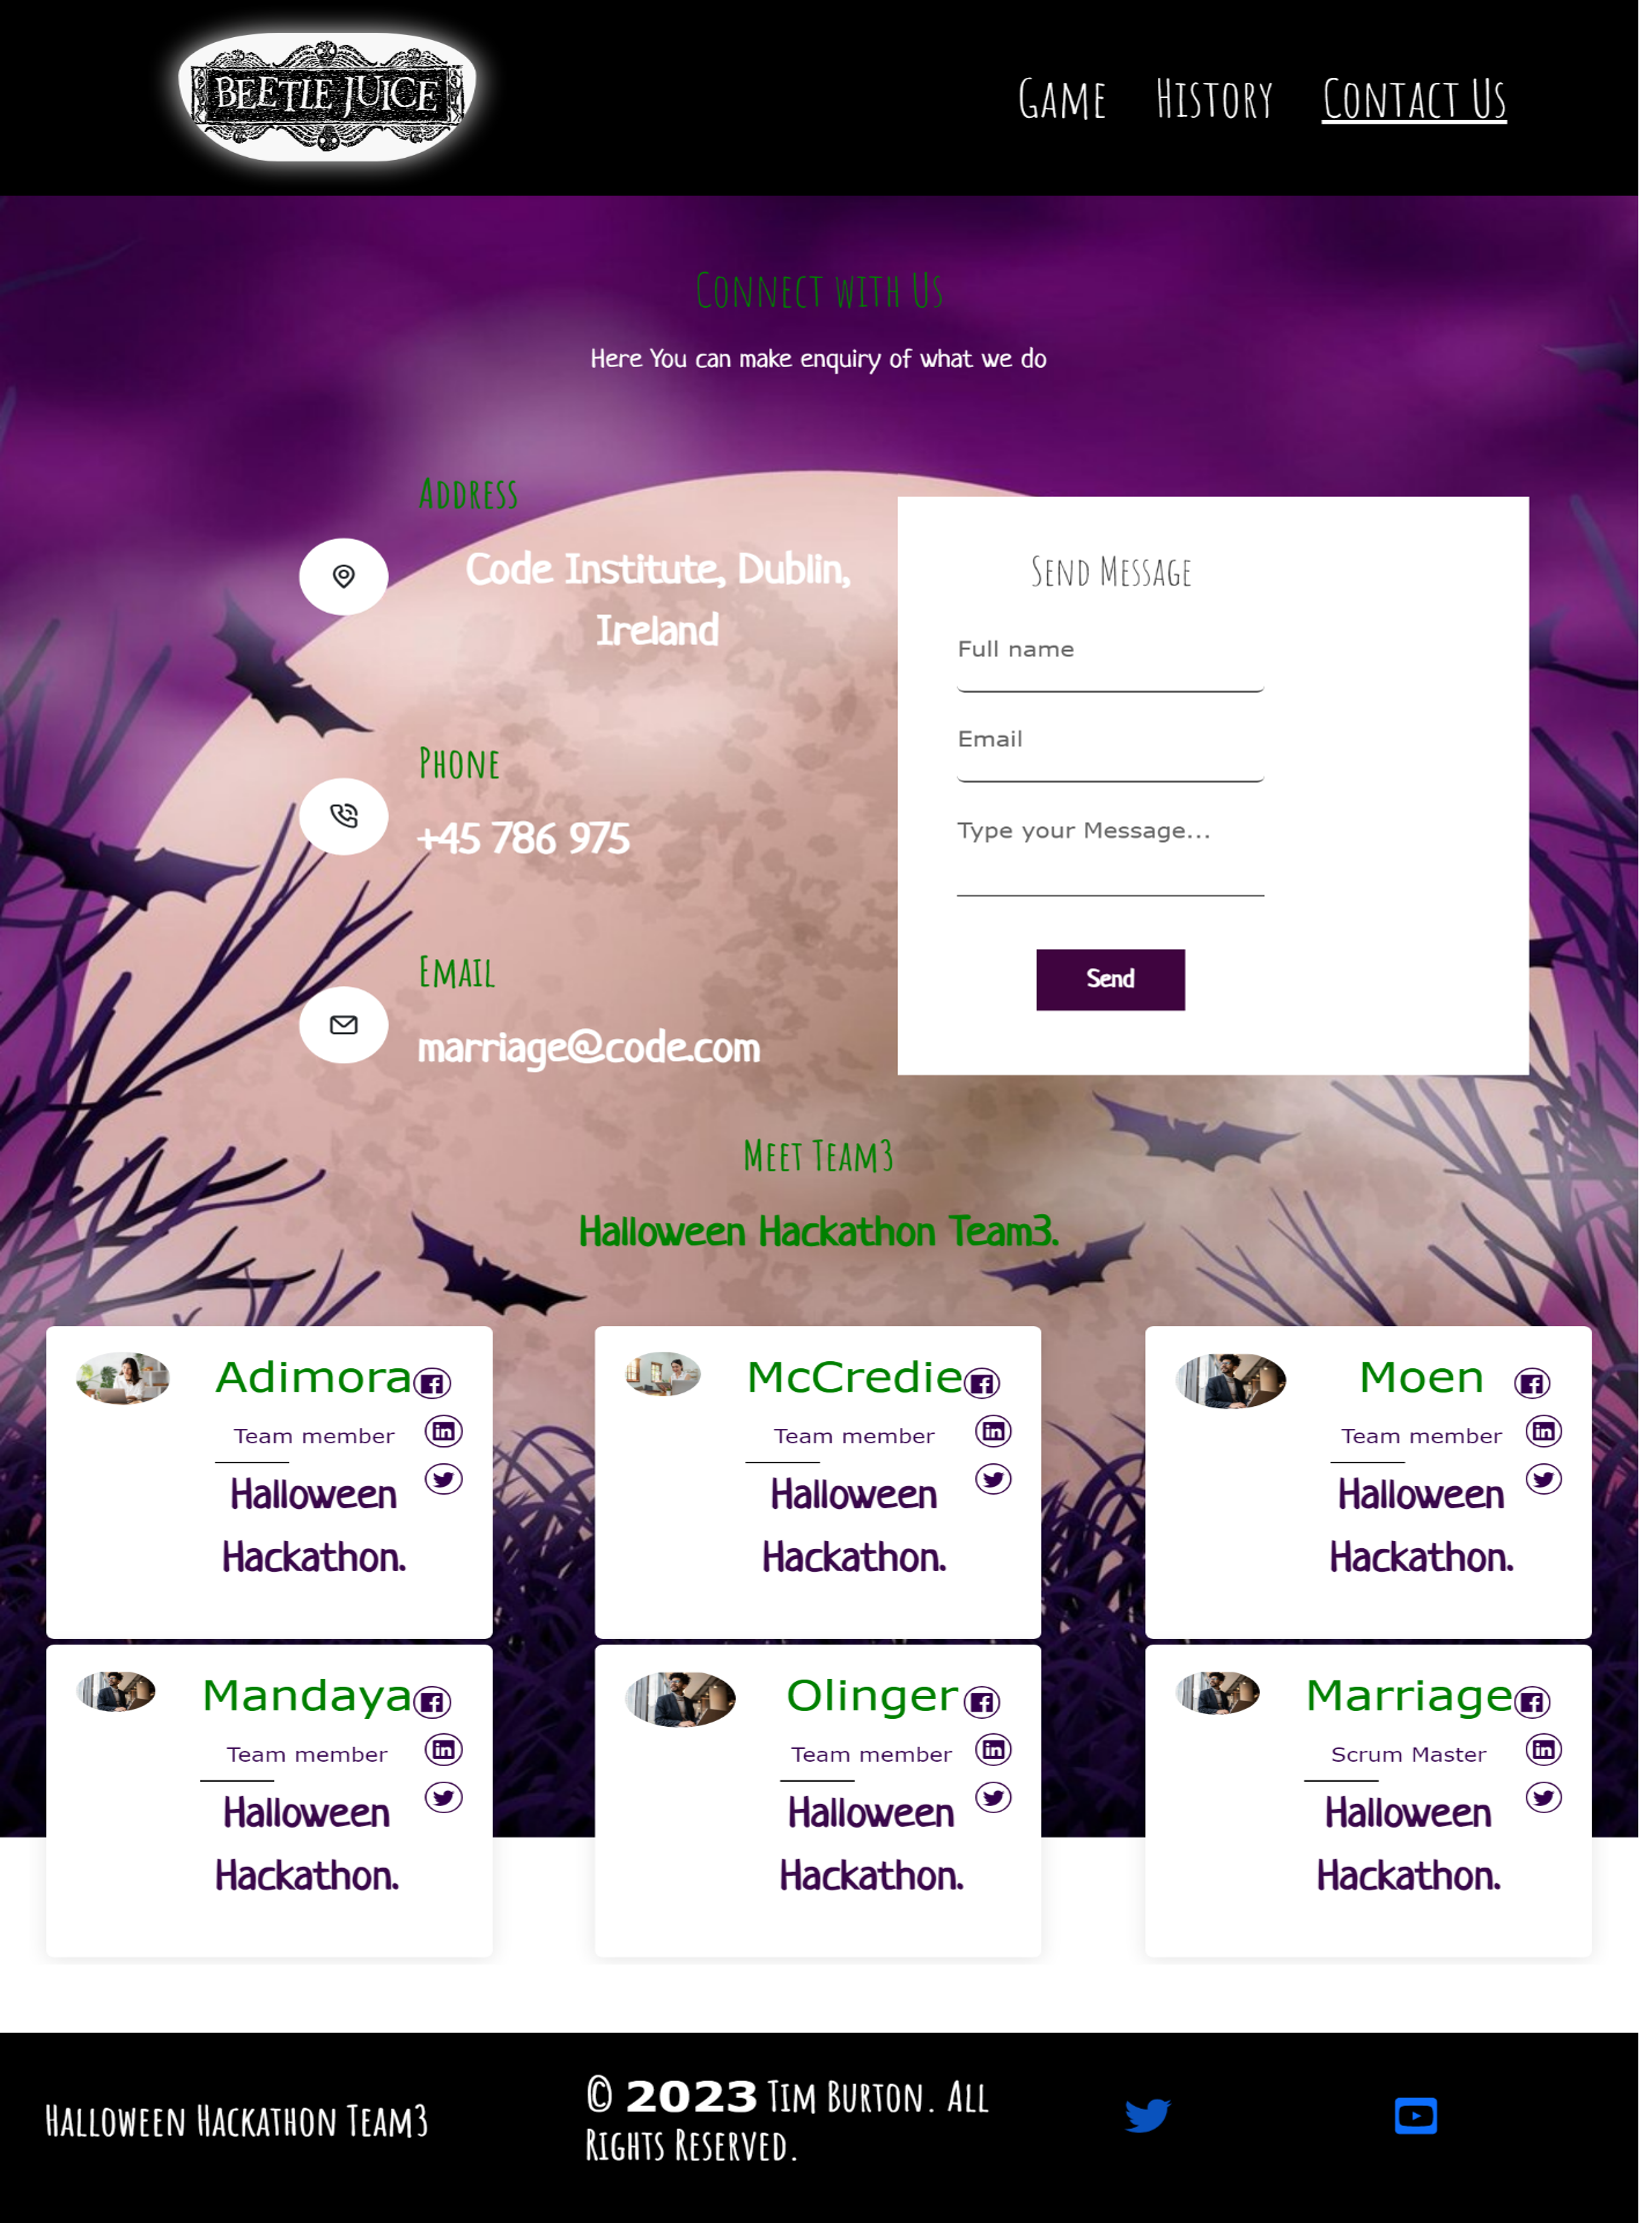 BEETLE JUICE
Game History Contact Us
Connect with Us
Here You can make enquiry of what we do
Address
Code Institute, Dublin,
Ireland
Phone
+45 786 975
Email
marriage@code.com
Send Message
Full name
Email
Type your Message...
Send
Meet Team3
Halloween Hackathon Team3.
Adimora
Team member
Halloween
Hackathon.
McCredie
Team member
Halloween
Hackathon.
Moen
Team member
Halloween
Hackathon.
Mandaya
Team member
Halloween
Hackathon.
Olinger
Team member
Halloween
Hackathon.
Marriage
Scrum Master
Halloween
Hackathon.
Halloween Hackathon Team3
© 2023 Tim Burton. All
Rights Reserved.